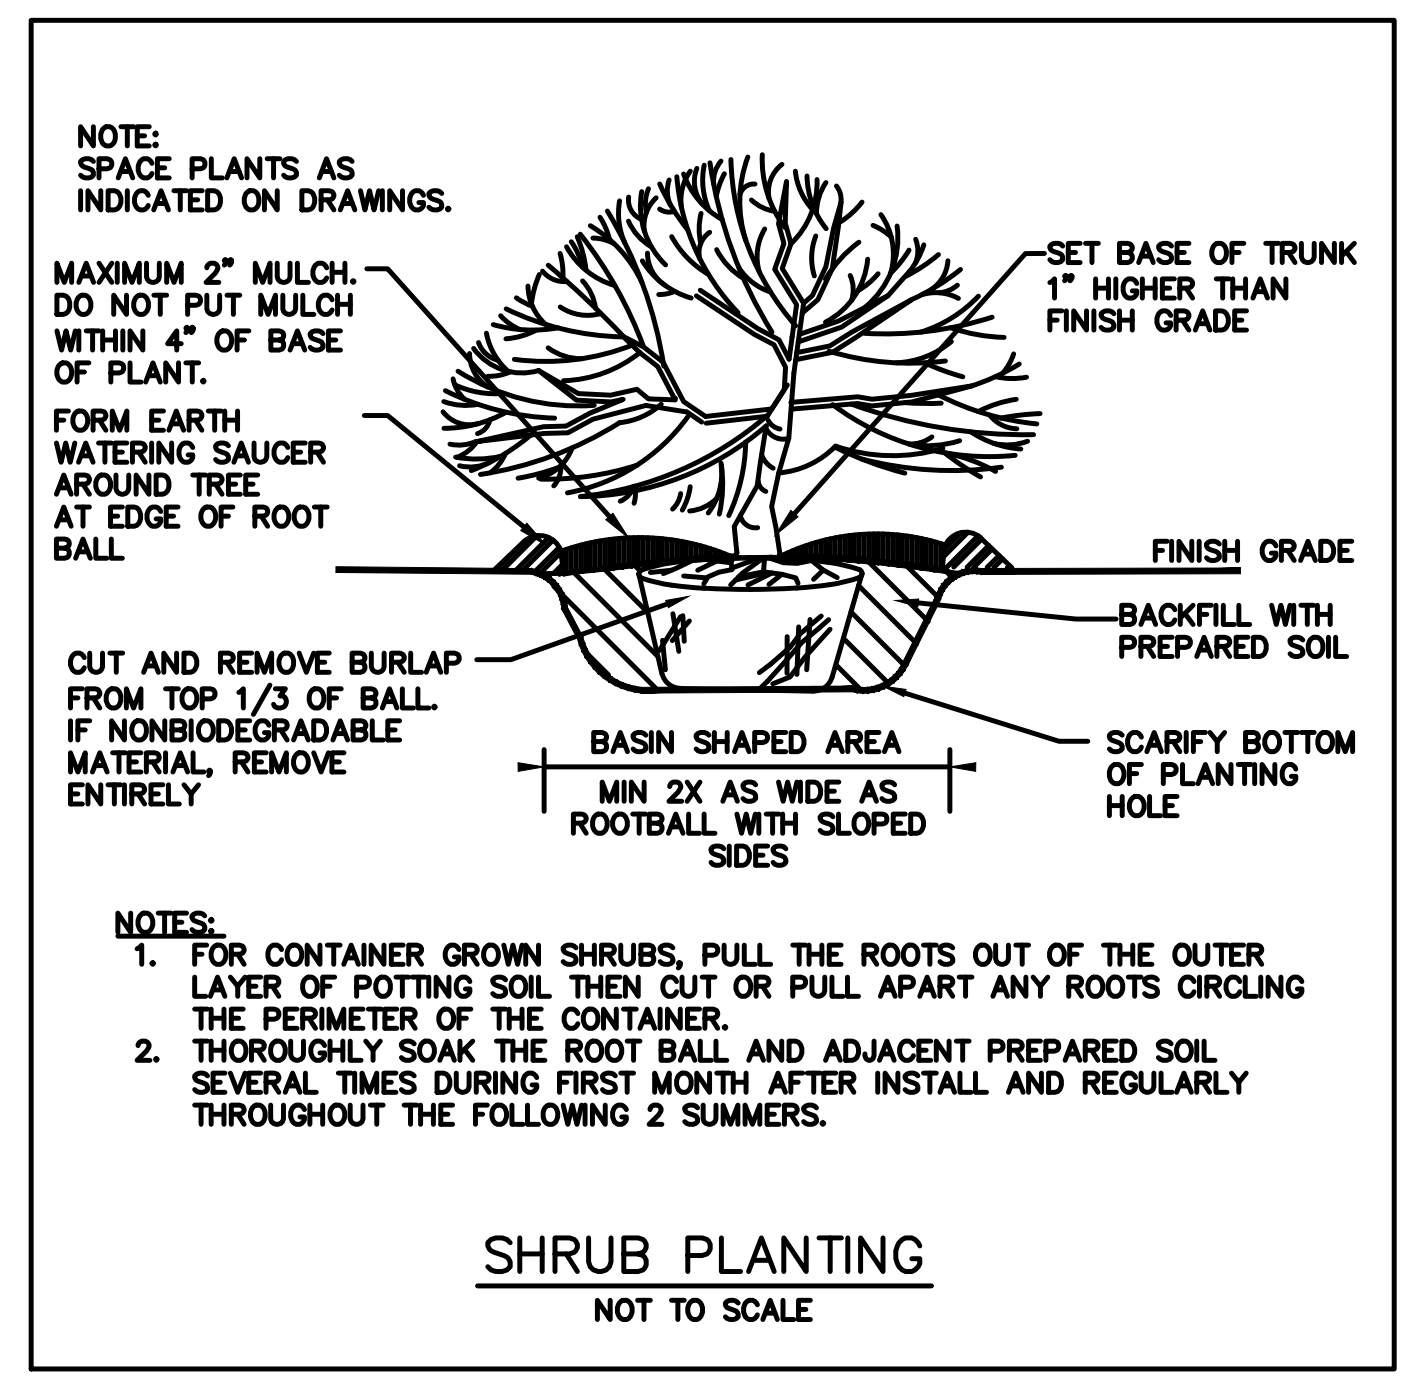 NOTE:
SPACE PLANTS AS
INDICATED ON DRAWINGS.
MAXIMUM 2" MULCH.
DO NOT PUT MULCH
WITHIN 4" OF BASE
OF PLANT.
FORM EARTH
WATERING SAUCER
AROUND TREE
AT EDGE OF ROOT
BALL
CUT AND REMOVE BURLAP
FROM TOP 1/3 OF BALL.
IF NONBIODEGRADABLE
MATERIAL, REMOVE
ENTIRELY
SET BASE OF TRUNK
1" HIGHER THAN
FINISH GRADE
FINISH GRADE
BACKFILL WITH
PREPARED SOIL
SCARIFY BOTTOM
OF PLANTING
HOLE
BASIN SHAPED AREA
MIN 2X AS WIDE AS
ROOTBALL WITH SLOPED
SIDES
NOTES:
1. FOR CONTAINER GROWN SHRUBS, PULL THE ROOTS OUT OF THE OUTER
LAYER OF POTTING SOIL THEN CUT OR PULL APART ANY ROOTS CIRCLING
THE PERIMETER OF THE CONTAINER.
2. THOROUGHLY SOAK THE ROOT BALL AND ADJACENT PREPARED SOIL
SEVERAL TIMES DURING FIRST MONTH AFTER INSTALL AND REGULARLY
THROUGHOUT THE FOLLOWING 2 SUMMERS.
SHRUB PLANTING
NOT TO SCALE